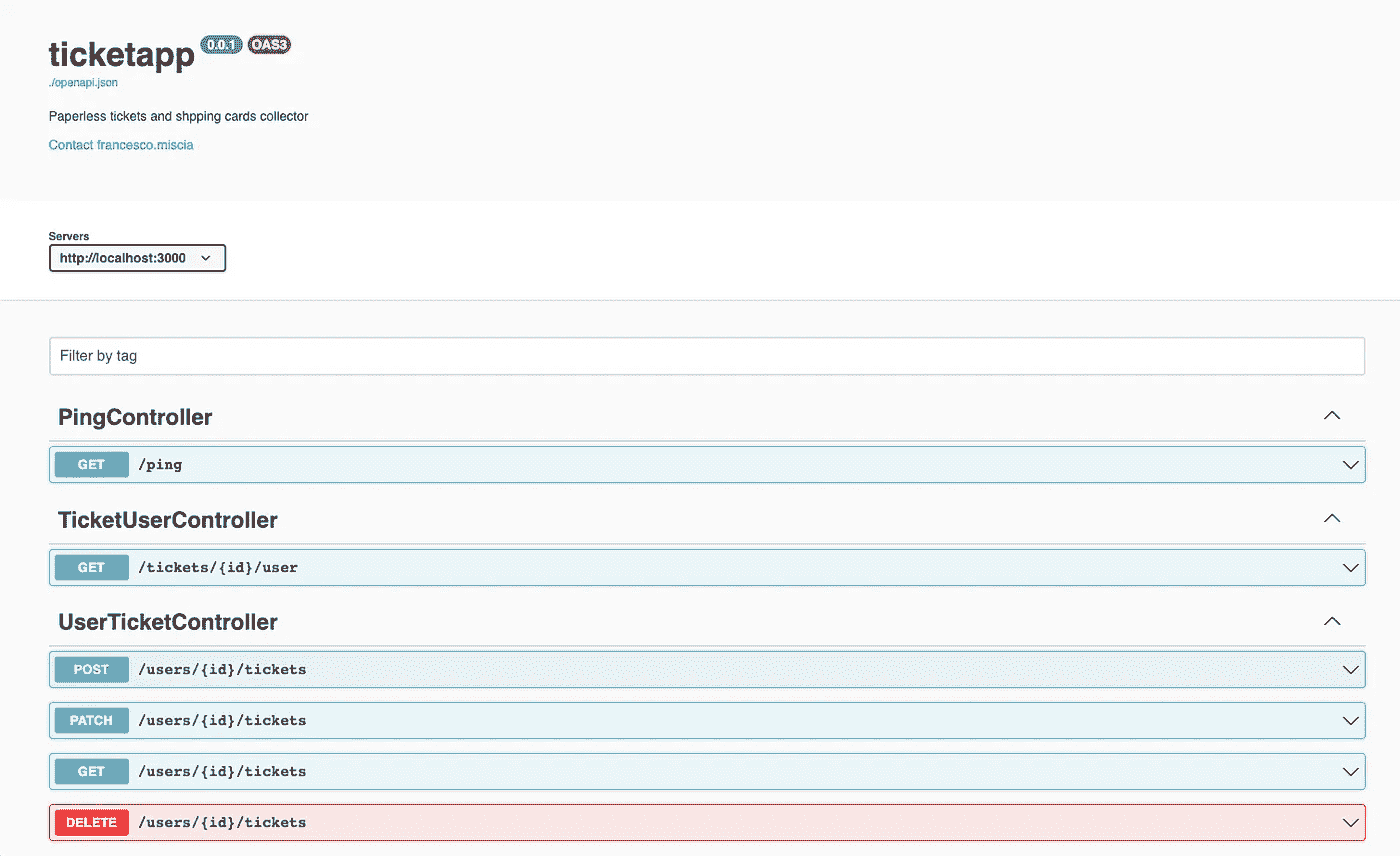 ticketapp 0.0.1 OAS3
./openapi.json
Paperless tickets and shpping cards collector
Contact francesco.miscia
Servers
http://localhost:3000
Filter by tag
PingController
GET /ping
TicketUserController
GET /tickets/{id}/user
UserTicketController
POST /users/{id}/tickets
PATCH /users/{id}/tickets
GET /users/{id}/tickets
DELETE /users/{id}/tickets